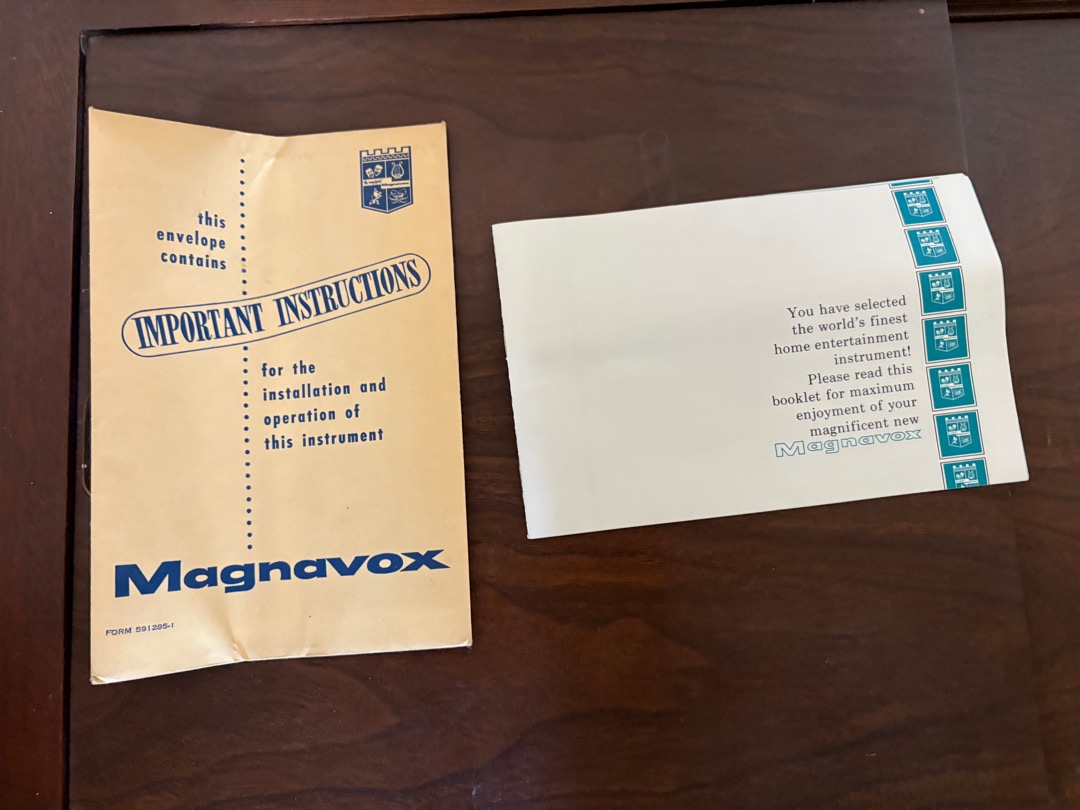 this
envelope
contains
IMPORTANT INSTRUCTIONS
for the
installation and
operation of
this instrument
Magnavox
FORM 591285-1
You have selected
the world's finest
home entertainment
instrument!
Please read this
booklet for maximum
enjoyment of your
magnificent new
Magnavox